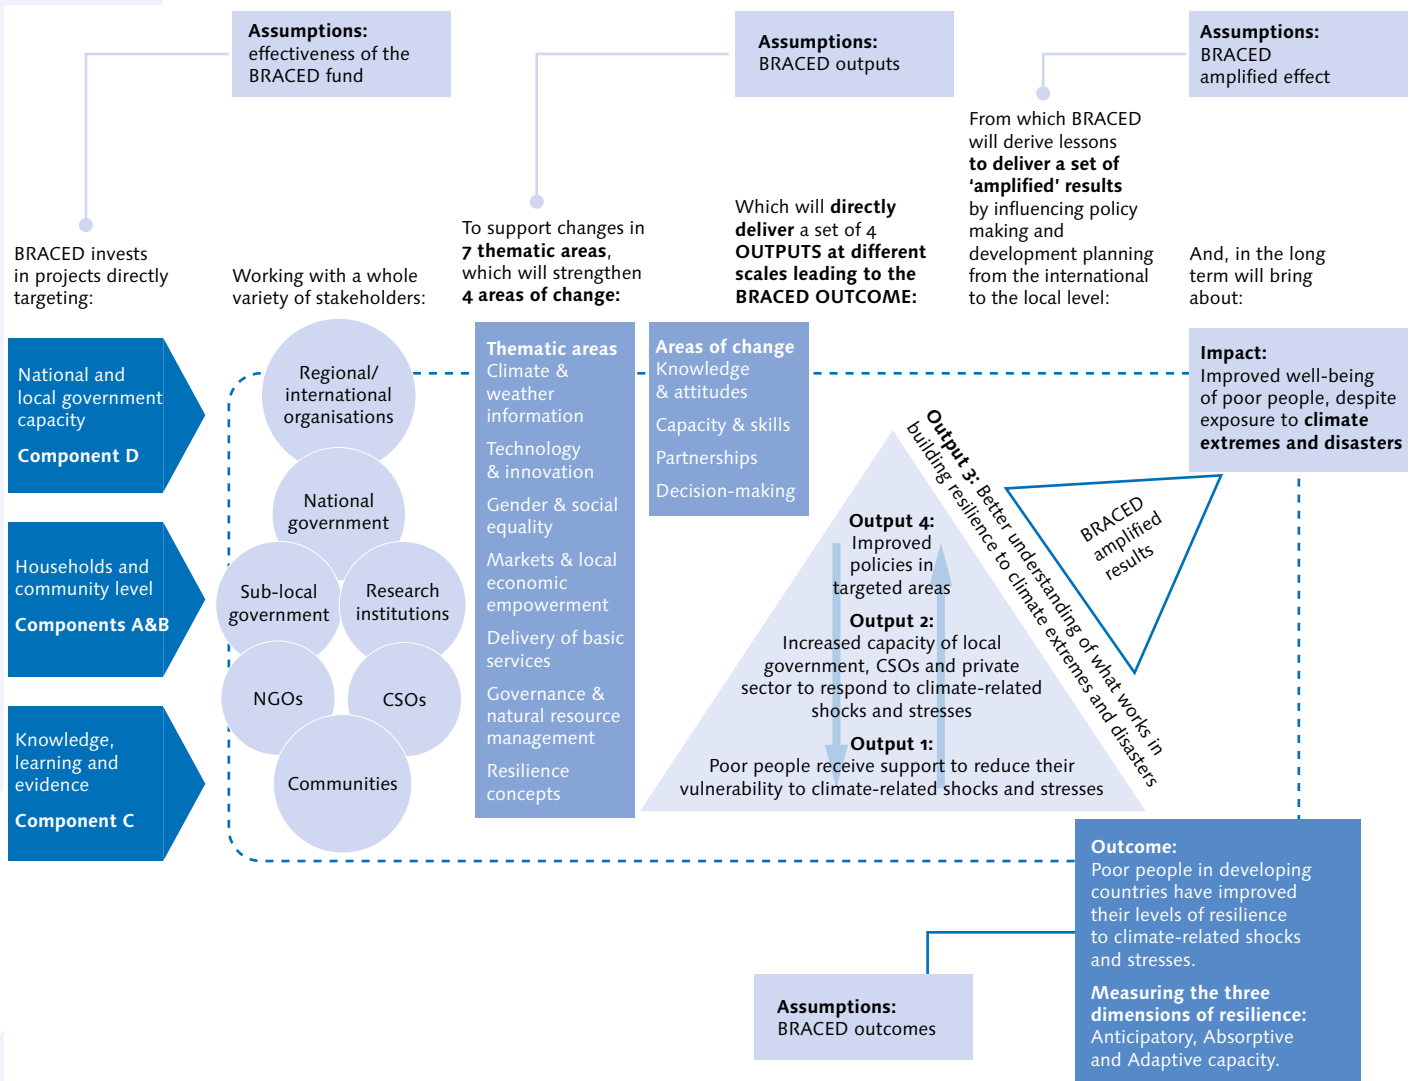 Assumptions:
effectiveness of the
BRACED fund
Assumptions:
BRACED outputs
Assumptions:
BRACED
amplified effect
BRACED invests
in projects directly
targeting:
Working with a whole
variety of stakeholders:
To support changes in
7 thematic areas,
which will strengthen
4 areas of change:
Which will directly
deliver a set of 4
OUTPUTS at different
scales leading to the
BRACED OUTCOME:
From which BRACED
will derive lessons
to deliver a set of
‘amplified’ results
by influencing policy
making and
development planning
from the international
to the local level:
And, in the long
term will bring
about:
National and
local government
capacity
Component D
Households and
community level
Components A&B
Knowledge,
learning and
evidence
Component C
Regional/
international
organisations
National
government
Sub-local
government
Research
institutions
NGOs
CSOs
Communities
Thematic areas
Climate &
weather
information
Technology
& innovation
Gender & social
equality
Markets & local
economic
empowerment
Delivery of basic
services
Governance &
natural resource
management
Resilience
concepts
Areas of change
Knowledge
& attitudes
Capacity & skills
Partnerships
Decision-making
Output 4:
Improved
policies in
targeted areas
Output 2:
Increased capacity of local
government, CSOs and private
sector to respond to climate-related
shocks and stresses
Output 1:
Poor people receive support to reduce their
vulnerability to climate-related shocks and stresses
Output 3: Better understanding of what works in
building resilience to climate extremes and disasters
BRACED
amplified
results
Impact:
Improved well-being
of poor people, despite
exposure to climate
extremes and disasters
Outcome:
Poor people in developing
countries have improved
their levels of resilience
to climate-related shocks
and stresses.
Measuring the three
dimensions of resilience:
Anticipatory, Absorptive
and Adaptive capacity.
Assumptions:
BRACED outcomes